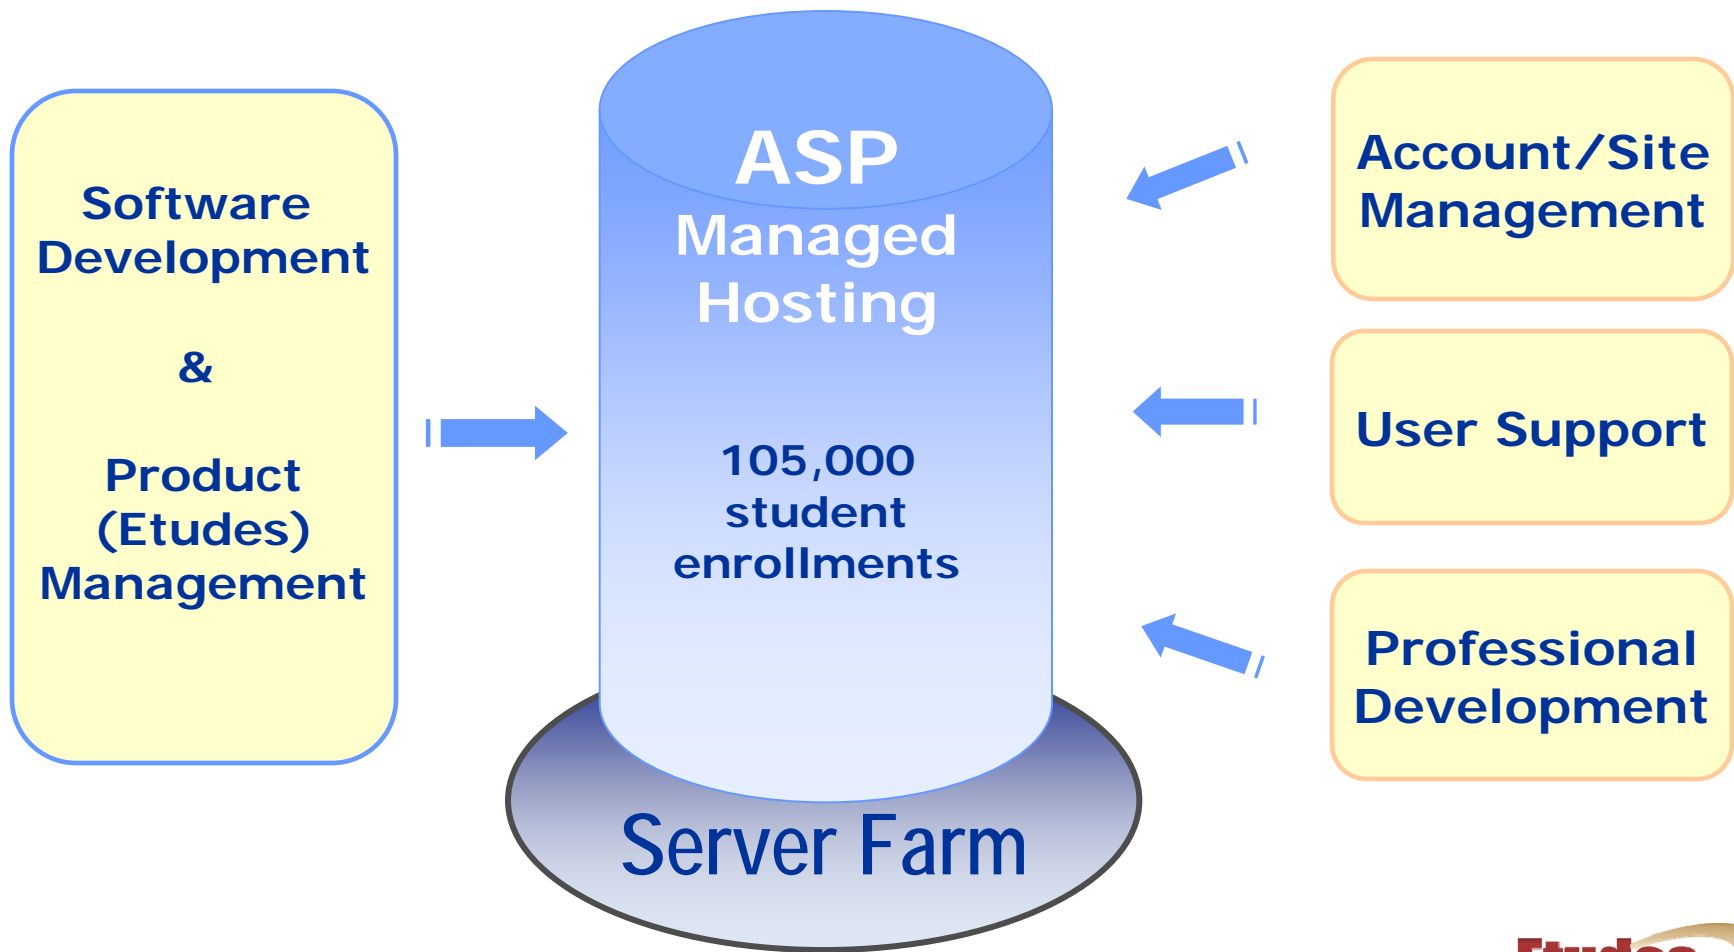 Software
Development
&
Product
(Etudes)
Management
ASP
Managed
Hosting
105,000
student
enrollments
Server Farm
Account/Site
Management
User Support
Professional
Development
Etudes